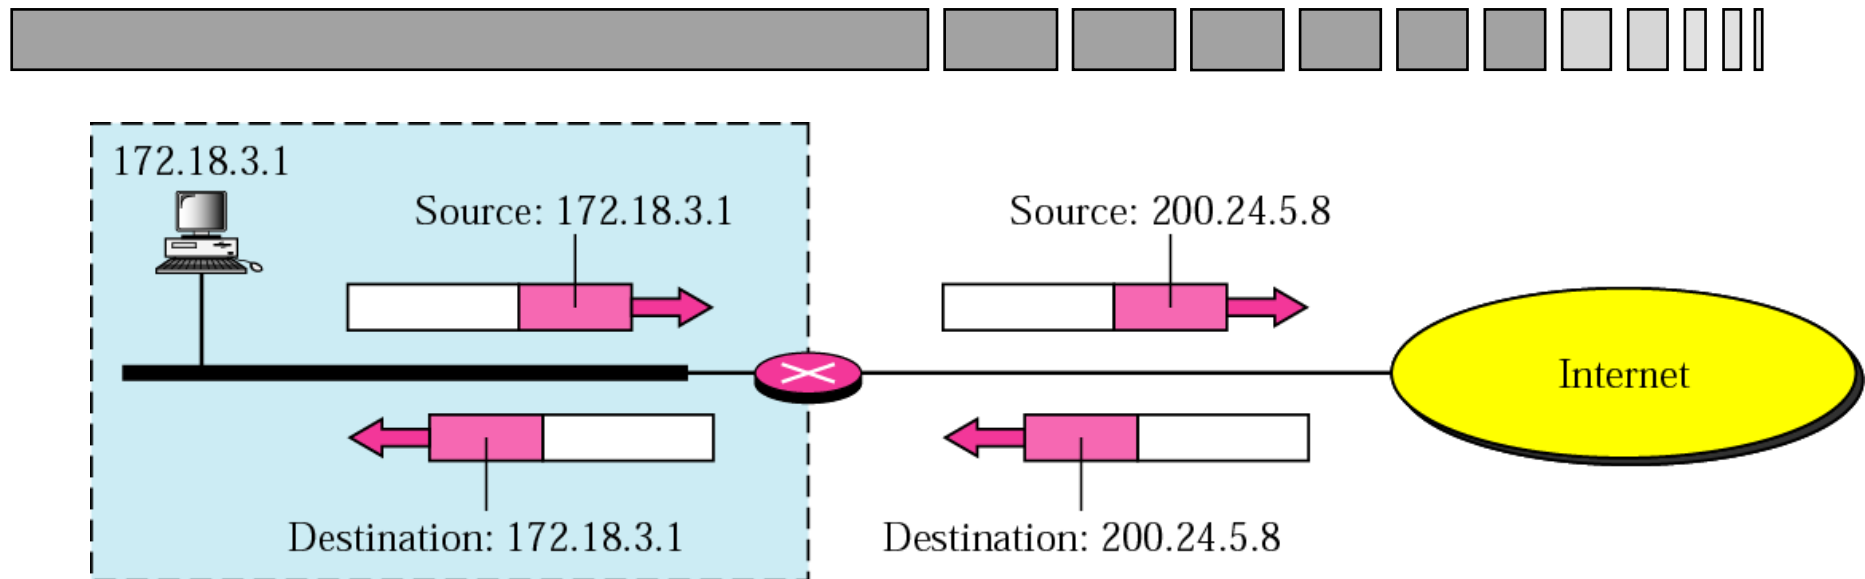 172.18.3.1
Source: 172.18.3.1
Source: 200.24.5.8
Internet
Destination: 172.18.3.1
Destination: 200.24.5.8